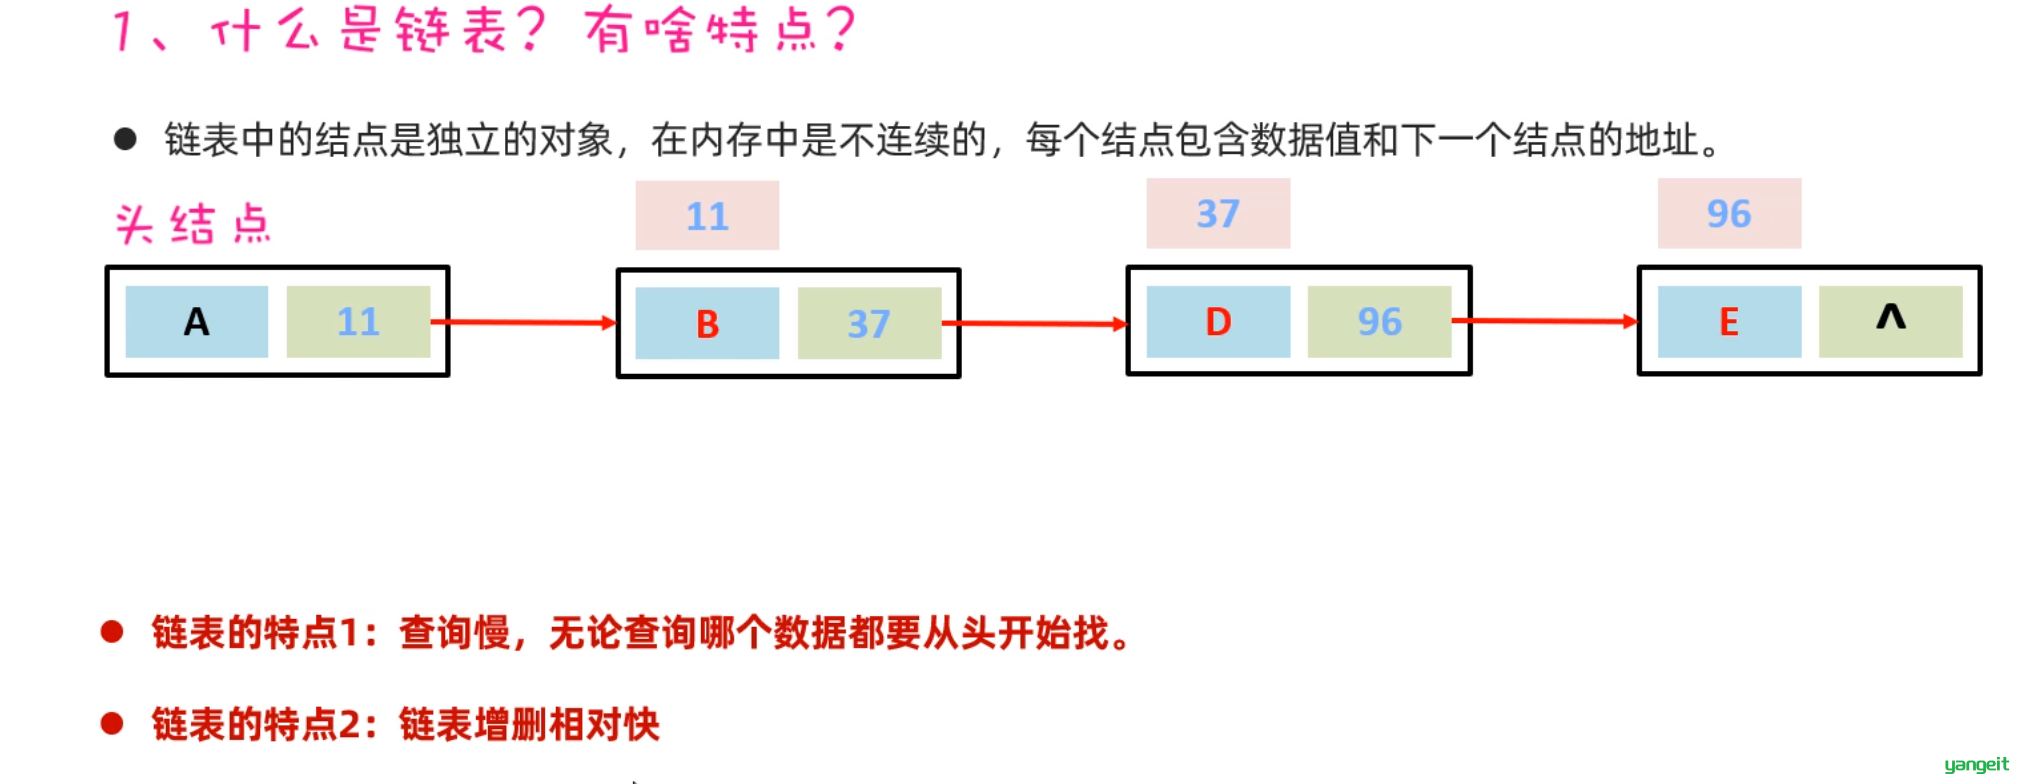 1、什么是链表？有啥特点？
● 链表中的结点是独立的对象，在内存中是不连续的，每个结点包含数据值和下一个结点的地址。
头结点 11 37 96
A 11 B 37 D 96 E ^
● 链表的特点1：查询慢，无论查询哪个数据都要从头开始找。
● 链表的特点2：链表增删相对快
yangeit